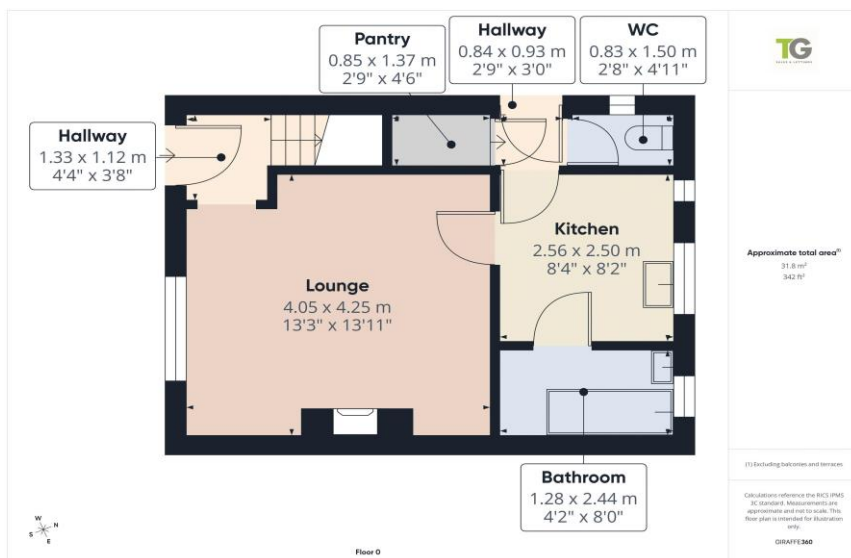 Pantry
0.85 x 1.37 m
2'9" x 4'6"
Hallway
0.84 x 0.93 m
2'9" x 3'0"
WC
0.83 x 1.50 m
2'8" x 4'11"
Hallway
1.33 x 1.12 m
4'4" x 3'8"
Kitchen
2.56 x 2.50 m
8'4" x 8'2"
Lounge
4.05 x 4.25 m
13'3" x 13'11"
Bathroom
1.28 x 2.44 m
4'2" x 8'0"
W
N
S
E
Floor 0
TG
Approximate total area(1)
31.8 m²
342 ft²
(1) Excluding balconies and terraces
Calculations reference the RICS IPMS
3C standard. Measurements are
approximate and not to scale. This
floor plan is intended for illustration
only.
GIRAFFE360